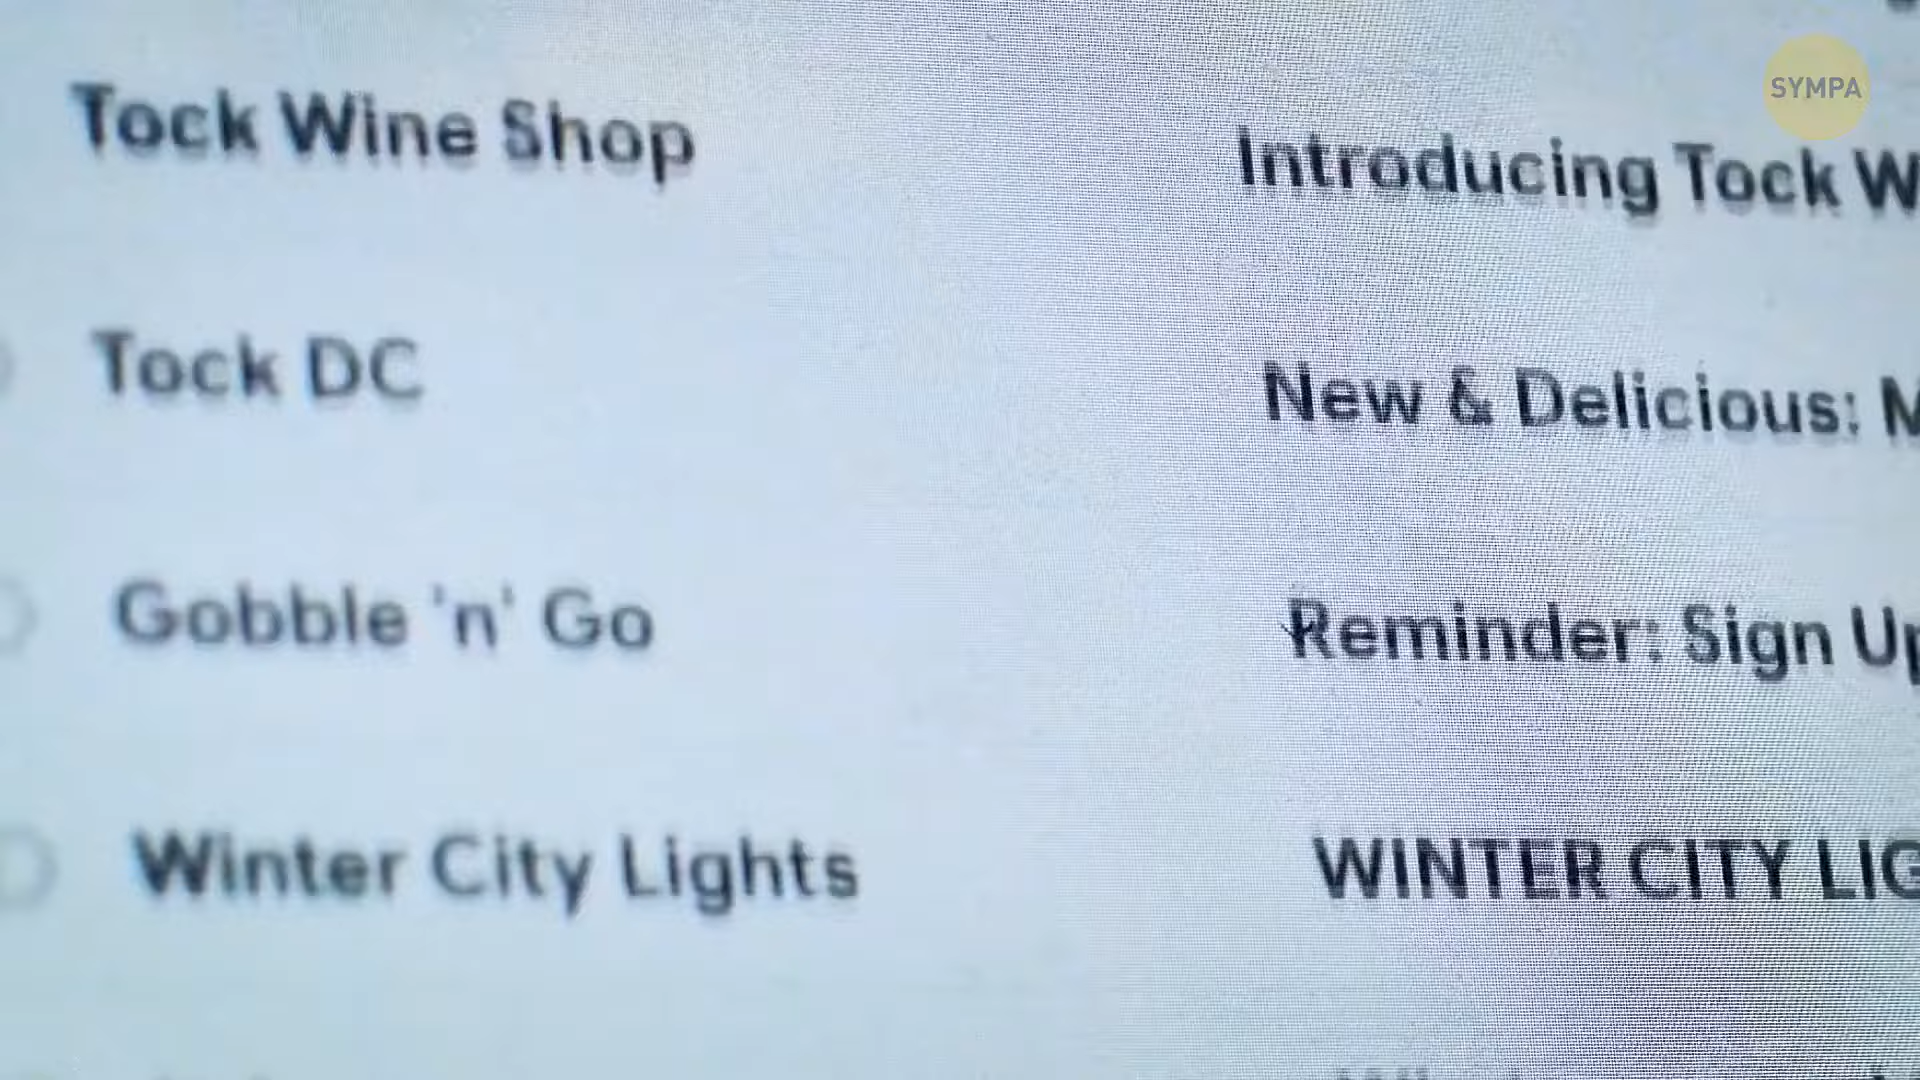 SYMPA
Tock Wine Shop
Introducing Tock W
Tock DC
New & Delicious: M
Gobble 'n' Go
Reminder: Sign Up
Winter City Lights
WINTER CITY LIG